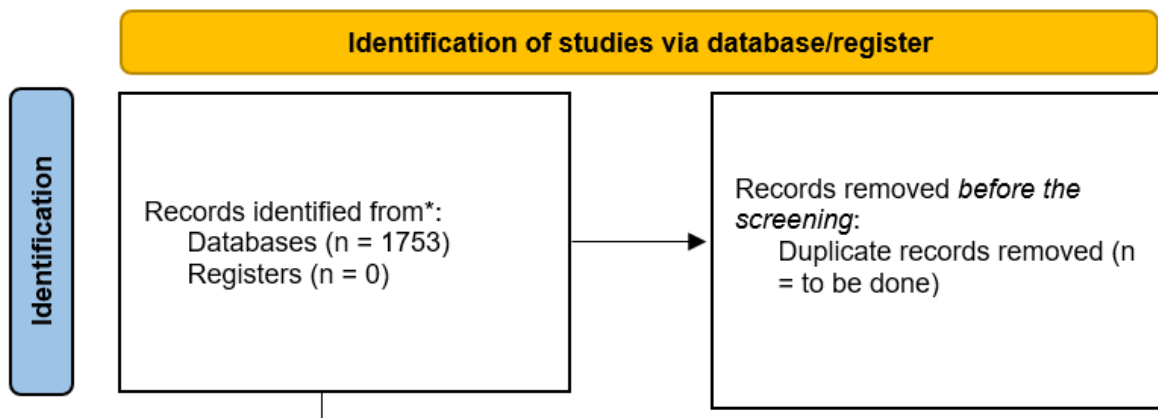 Identification of studies via database/register
Identification
Records identified from*:
Databases (n = 1753)
Registers (n = 0)
Records removed before the
screening:
Duplicate records removed (n
= to be done)